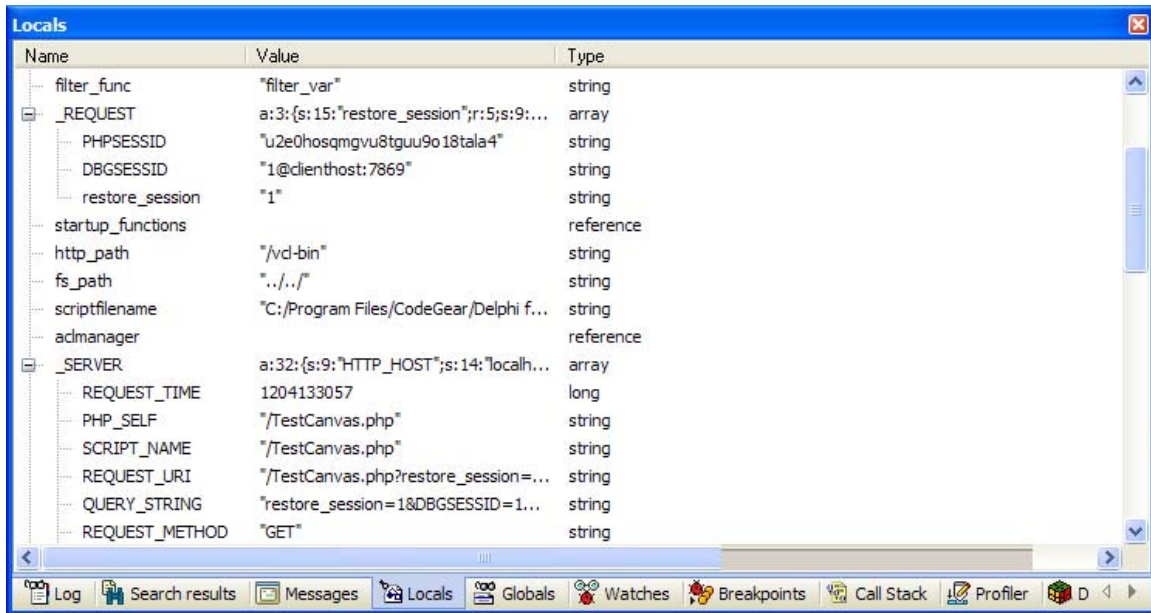 Locals
Name Value Type
filter_func "filter_var" string
_REQUEST a:3:{s:15:"restore_session";r:5;s:9:... array
PHPSESSID "u2e0hosqmgvu8tguu9o18tala4" string
DBGSESSID "1@clienthost:7869" string
restore_session "1" string
startup_functions reference
http_path "/vcl-bin" string
fs_path "../../" string
scriptfilename "C:/Program Files/CodeGear/Delphi f... string
aclmanager reference
_SERVER a:32:{s:9:"HTTP_HOST";s:14:"localh... array
REQUEST_TIME 1204133057 long
PHP_SELF "/TestCanvas.php" string
SCRIPT_NAME "/TestCanvas.php" string
REQUEST_URI "/TestCanvas.php?restore_session=... string
QUERY_STRING "restore_session=1&DBGSESSID=1... string
REQUEST_METHOD "GET" string
Log Search results Messages Locals Globals Watches Breakpoints Call Stack Profiler D